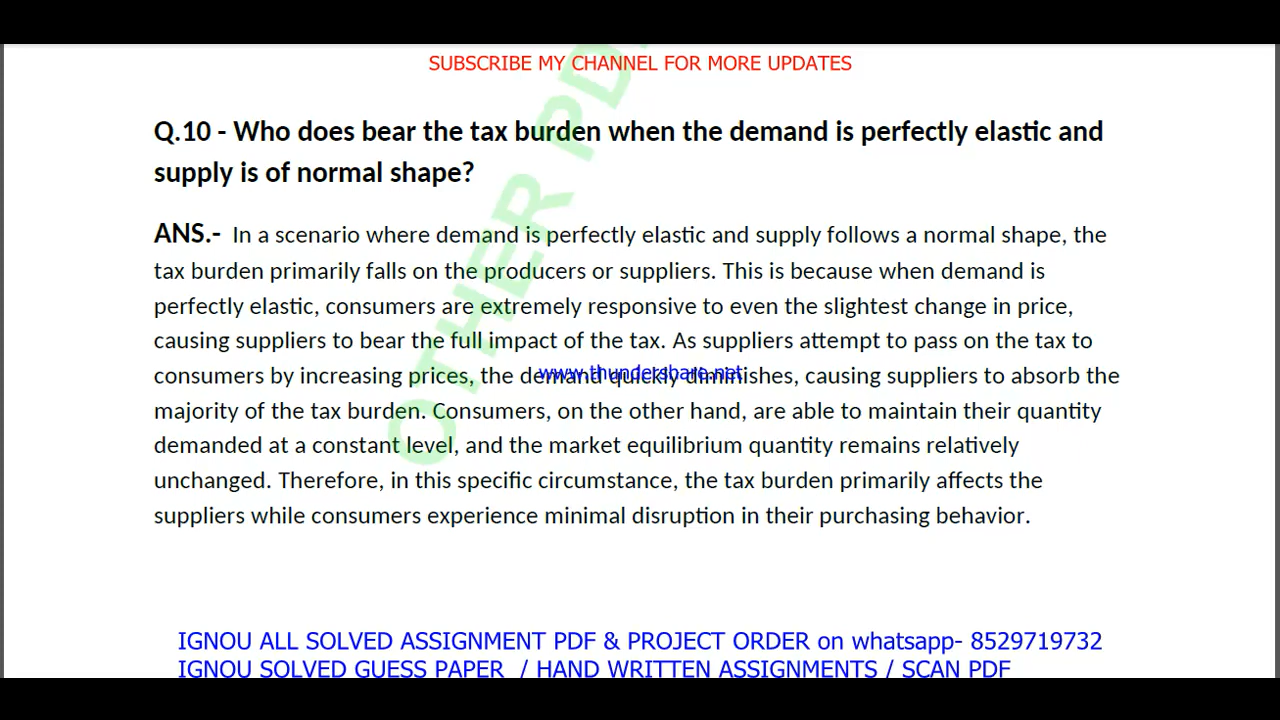 SUBSCRIBE MY CHANNEL FOR MORE UPDATES
Q.10 - Who does bear the tax burden when the demand is perfectly elastic and
supply is of normal shape?
ANS.- In a scenario where demand is perfectly elastic and supply follows a normal shape, the
tax burden primarily falls on the producers or suppliers. This is because when demand is
perfectly elastic, consumers are extremely responsive to even the slightest change in price,
causing suppliers to bear the full impact of the tax. As suppliers attempt to pass on the tax to
consumers by increasing prices, the demand quickly diminishes, causing suppliers to absorb the
www.thundershare.net
majority of the tax burden. Consumers, on the other hand, are able to maintain their quantity
demanded at a constant level, and the market equilibrium quantity remains relatively
unchanged. Therefore, in this specific circumstance, the tax burden primarily affects the
suppliers while consumers experience minimal disruption in their purchasing behavior.
OTHER PD
IGNOU ALL SOLVED ASSIGNMENT PDF & PROJECT ORDER on whatsapp- 8529719732
IGNOU SOLVED GUESS PAPER / HAND WRITTEN ASSIGNMENTS / SCAN PDF